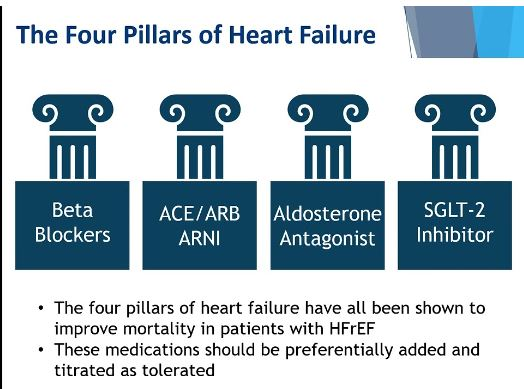 The Four Pillars of Heart Failure
Beta
Blockers
ACE/ARB
ARNI
Aldosterone
Antagonist
SGLT-2
Inhibitor
• The four pillars of heart failure have all been shown to
improve mortality in patients with HFrEF
• These medications should be preferentially added and
titrated as tolerated